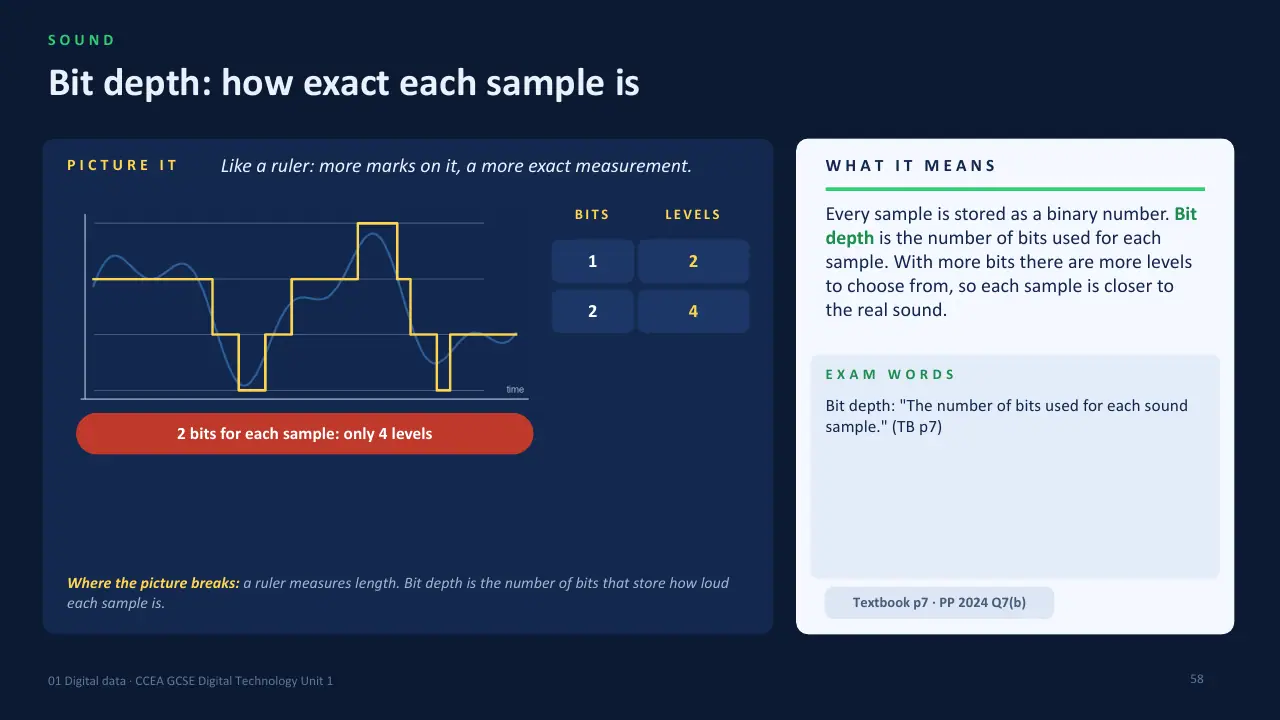 SOUND
Bit depth: how exact each sample is
PICTURE IT
Like a ruler: more marks on it, a more exact measurement.
BITS LEVELS
1 2
2 4
time
2 bits for each sample: only 4 levels
Where the picture breaks: a ruler measures length. Bit depth is the number of bits that store how loud
each sample is.
WHAT IT MEANS
Every sample is stored as a binary number. Bit
depth is the number of bits used for each
sample. With more bits there are more levels
to choose from, so each sample is closer to
the real sound.
EXAM WORDS
Bit depth: "The number of bits used for each sound
sample." (TB p7)
Textbook p7 · PP 2024 Q7(b)
01 Digital data · CCEA GCSE Digital Technology Unit 1
58